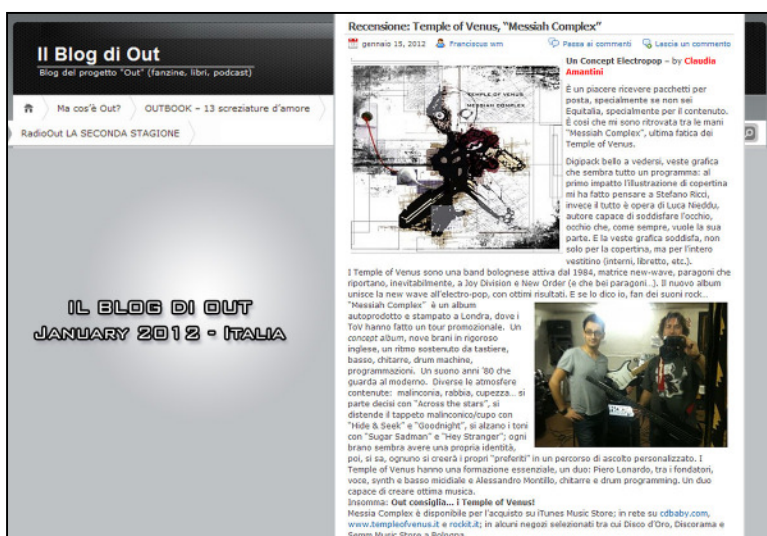 Il Blog di Out
Blog del progetto "Out" (fanzine, libri, podcast)
Ma cos'è Out?
OUTBOOK – 13 screziature d'amore
RadioOut LA SECONDA STAGIONE
IL BLOG DI OUT
JANUARY 2012 - ITALIA
Recensione: Temple of Venus, "Messiah Complex"
gennaio 15, 2012
Franciscus wm
Passa ai commenti
Lascia un commento
TEMPLE OF VENUS
MESSIAH COMPLEX
Un Concept Electropop – by Claudia
Amantini
È un piacere ricevere pacchetti per
posta, specialmente se non sei
Equitalia, specialmente per il contenuto.
È così che mi sono ritrovata tra le mani
"Messiah Complex", ultima fatica dei
Temple of Venus.
Digipack bello a vedersi, veste grafica
che sembra tutto un programma: al
primo impatto l'illustrazione di copertina
mi ha fatto pensare a Stefano Ricci,
invece il tutto è opera di Luca Nieddu,
autore capace di soddisfare l'occhio,
occhio che, come sempre, vuole la sua
parte. E la veste grafica soddisfa, non
solo per la copertina, ma per l'intero
vestitino (interni, libretto, etc.).
I Temple of Venus sono una band bolognese attiva dal 1984, matrice new-wave, paragoni che
riportano, inevitabilmente, a Joy Division e New Order (e che bei paragoni…). Il nuovo album
unisce la new wave all'electro-pop, con ottimi risultati. E se lo dico io, fan dei suoni rock…
"Messiah Complex" è un album
autoprodotto e stampato a Londra, dove i
ToV hanno fatto un tour promozionale. Un
concept album, nove brani in rigoroso
inglese, un ritmo sostenuto da tastiere,
basso, chitarre, drum machine,
programmazioni. Un suono anni '80 che
guarda al moderno. Diverse le atmosfere
contenute: malinconia, rabbia, cupezza… si
parte decisi con "Across the stars", si
distende il tappeto malinconico/cupo con
"Hide & Seek" e "Goodnight", si alzano i toni
con "Sugar Sadman" e "Hey Stranger"; ogni
brano sembra avere una propria identità,
poi, si sa, ognuno si creerà i propri "preferiti" in un percorso di ascolto personalizzato. I
Temple of Venus hanno una formazione essenziale, un duo: Piero Lonardo, tra i fondatori,
voce, synth e basso micidiale e Alessandro Montillo, chitarre e drum programming. Un duo
capace di creare ottima musica.
Insomma: Out consiglia… i Temple of Venus!
Messia Complex è disponibile per l'acquisto su iTunes Music Store; in rete su cdbaby.com,
www.templeofvenus.it e rockit.it; in alcuni negozi selezionati tra cui Disco d'Oro, Discorama e
Semm Music Store a Bologna.